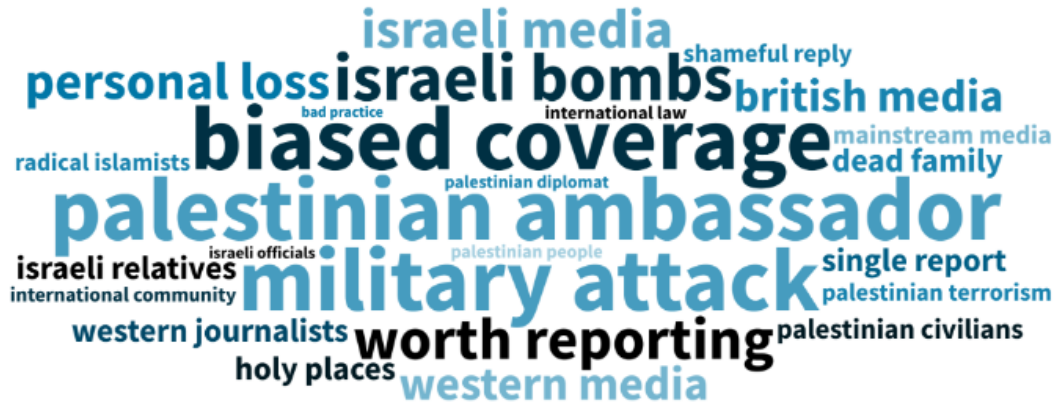 israeli media
shameful reply
personal loss
israeli bombs
british media
bad practice
international law
biased coverage
mainstream media
radical islamists
dead family
palestinian diplomat
palestinian ambassador
israeli officials
palestinian people
israeli relatives
military attack
single report
international community
palestinian terrorism
western journalists
worth reporting
palestinian civilians
holy places
western media